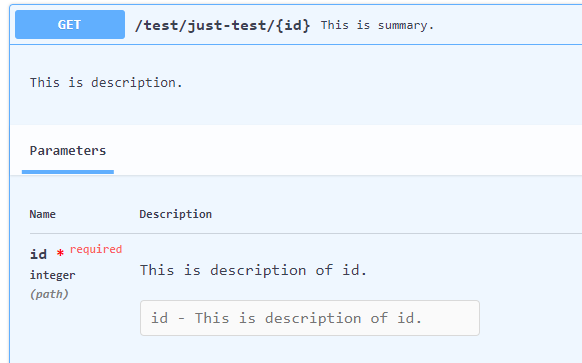 GET /test/just-test/{id} This is summary.
This is description.
Parameters
Name Description
id * required
integer
(path)
This is description of id.
id - This is description of id.